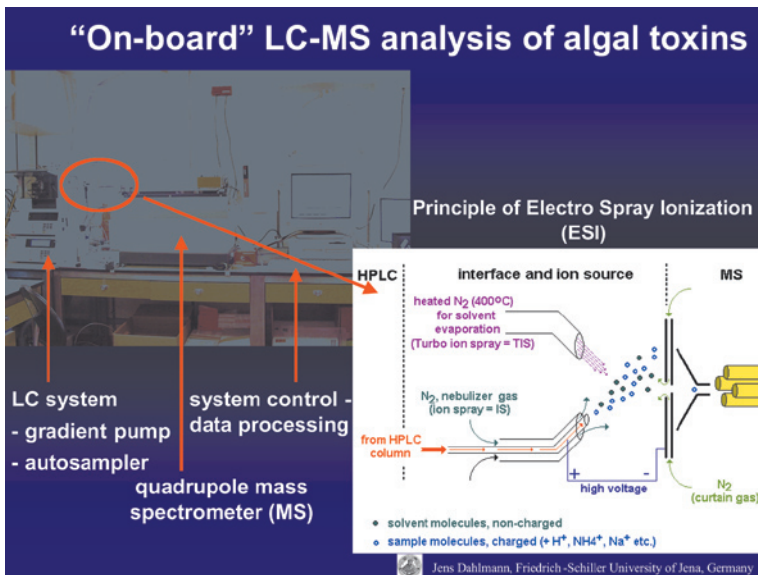 “On-board” LC-MS analysis of algal toxins
Principle of Electro Spray Ionization
(ESI)
LC system
- gradient pump
- autosampler
system control -
data processing
quadrupole mass
spectrometer (MS)
HPLC
interface and ion source
MS
heated N₂ (400ºC)
for solvent
evaporation
(Turbo ion spray = TIS)
N₂, nebulizer gas
(ion spray = IS)
from HPLC
column
+
-
high voltage
N₂
(curtain gas)
solvent molecules, non-charged
sample molecules, charged (+ H⁺, NH4⁺, Na⁺ etc.)
Jens Dahlmann, Friedrich -Schiller University of Jena, Germany